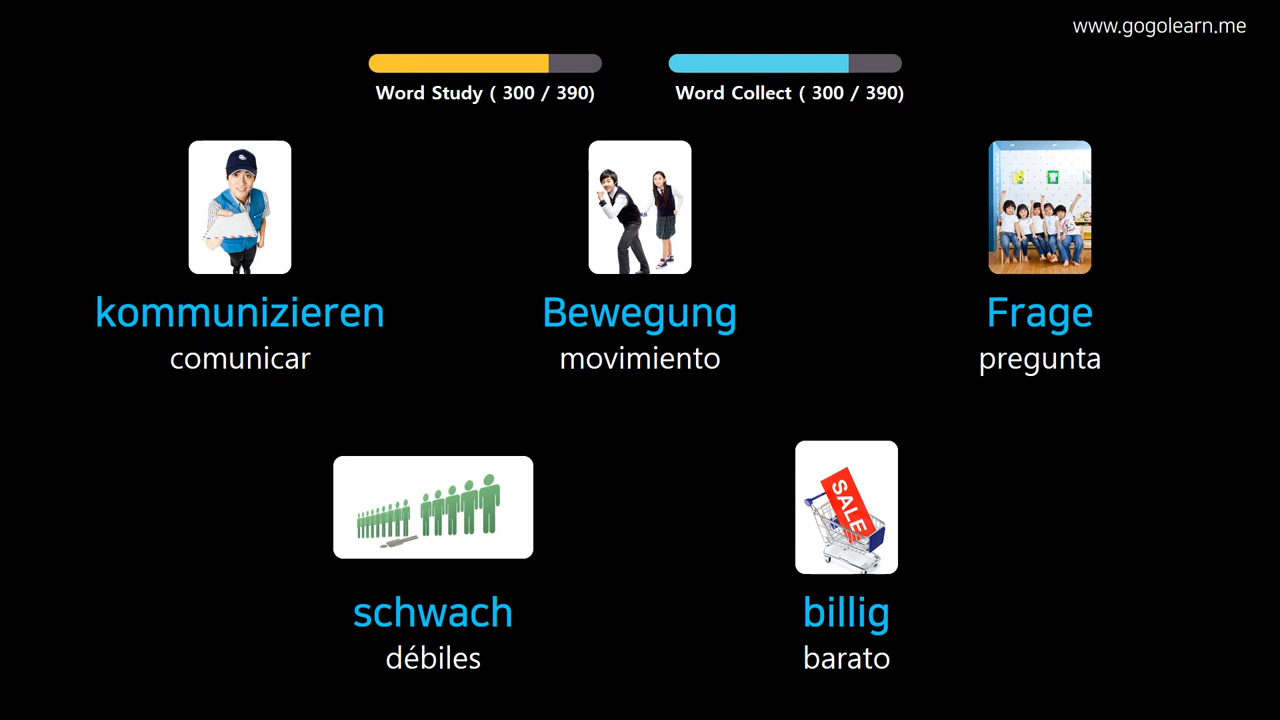 www.gogolearn.me
Word Study ( 300 / 390)
Word Collect ( 300 / 390)
kommunizieren
comunicar
Bewegung
movimiento
Frage
pregunta
schwach
débiles
SALE
billig
barato